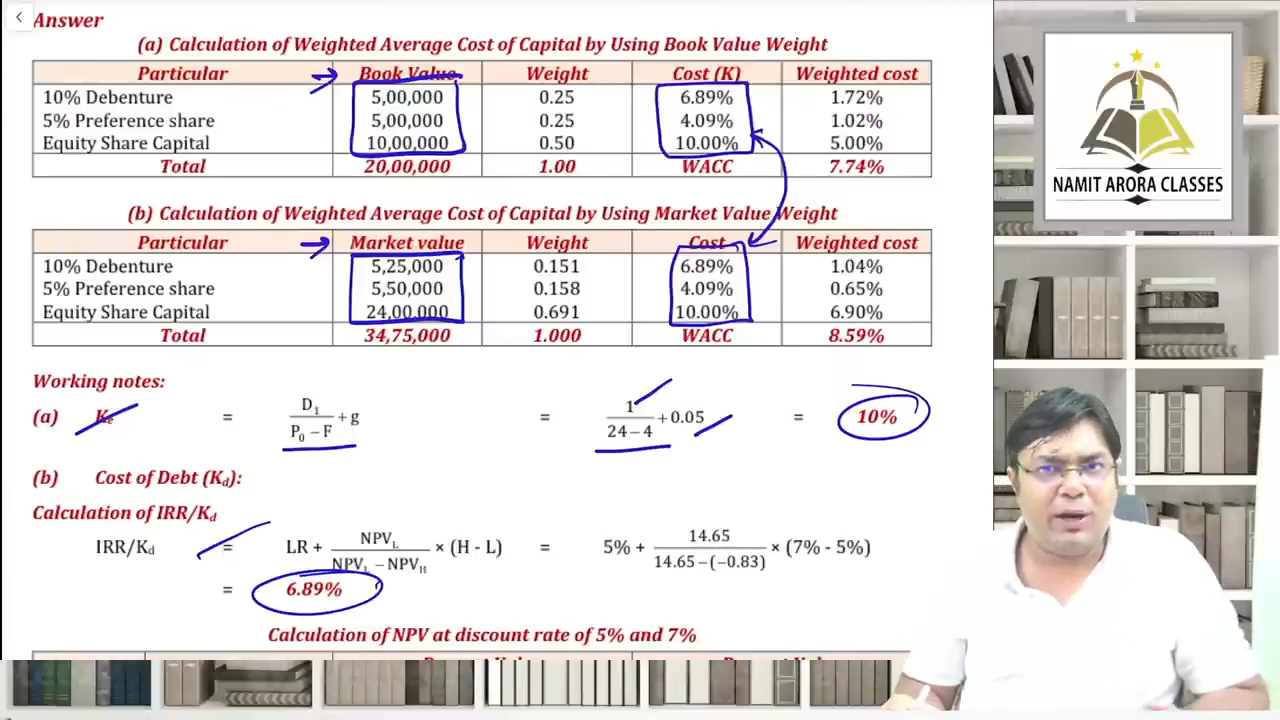 Answer
(a) Calculation of Weighted Average Cost of Capital by Using Book Value Weight
Particular Book Value Weight Cost (K) Weighted cost
10% Debenture 5,00,000 0.25 6.89% 1.72%
5% Preference share 5,00,000 0.25 4.09% 1.02%
Equity Share Capital 10,00,000 0.50 10.00% 5.00%
Total 20,00,000 1.00 WACC 7.74%
(b) Calculation of Weighted Average Cost of Capital by Using Market Value Weight
Particular Market value Weight Cost Weighted cost
10% Debenture 5,25,000 0.151 6.89% 1.04%
5% Preference share 5,50,000 0.158 4.09% 0.65%
Equity Share Capital 24,00,000 0.691 10.00% 6.90%
Total 34,75,000 1.000 WACC 8.59%
Working notes:
(a) Ke = D1 / (P0 – F) + g = 1 / (24 – 4) + 0.05 = 10%
(b) Cost of Debt (Kd):
Calculation of IRR/Kd
IRR/Kd = LR + NPVL / (NPVL – NPVH) × (H - L) = 5% + 14.65 / (14.65 – (–0.83)) × (7% - 5%)
= 6.89%
Calculation of NPV at discount rate of 5% and 7%
NAMIT ARORA CLASSES